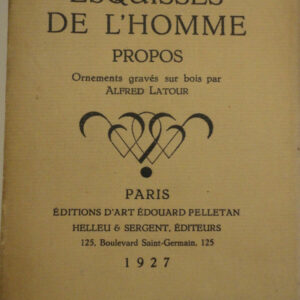 ESQUISSES
DE L'HOMME
PROPOS
Ornements gravés sur bois par
ALFRED LATOUR
PARIS
ÉDITIONS D'ART ÉDOUARD PELLETAN
HELLEU & SERGENT, ÉDITEURS
125, Boulevard Saint-Germain, 125
1927